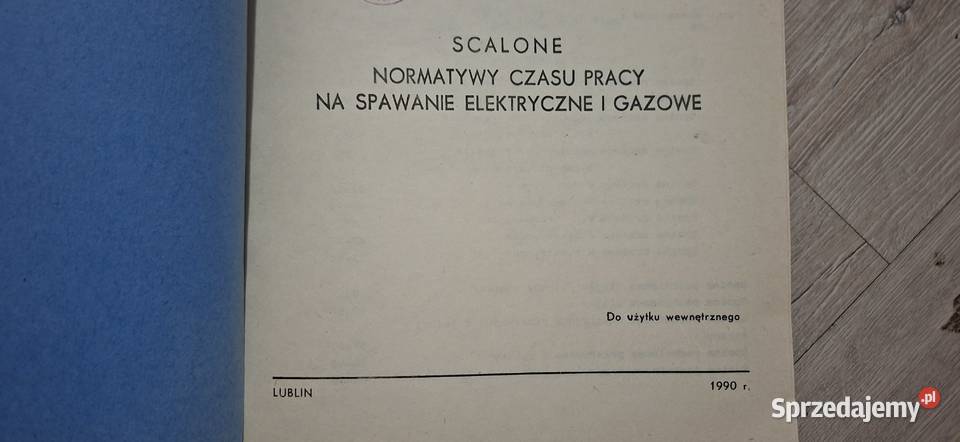 SCALONE
NORMATYWY CZASU PRACY
NA SPAWANIE ELEKTRYCZNE I GAZOWE
Do użytku wewnętrznego
LUBLIN
1990 r.
Sprzedajemy.pl